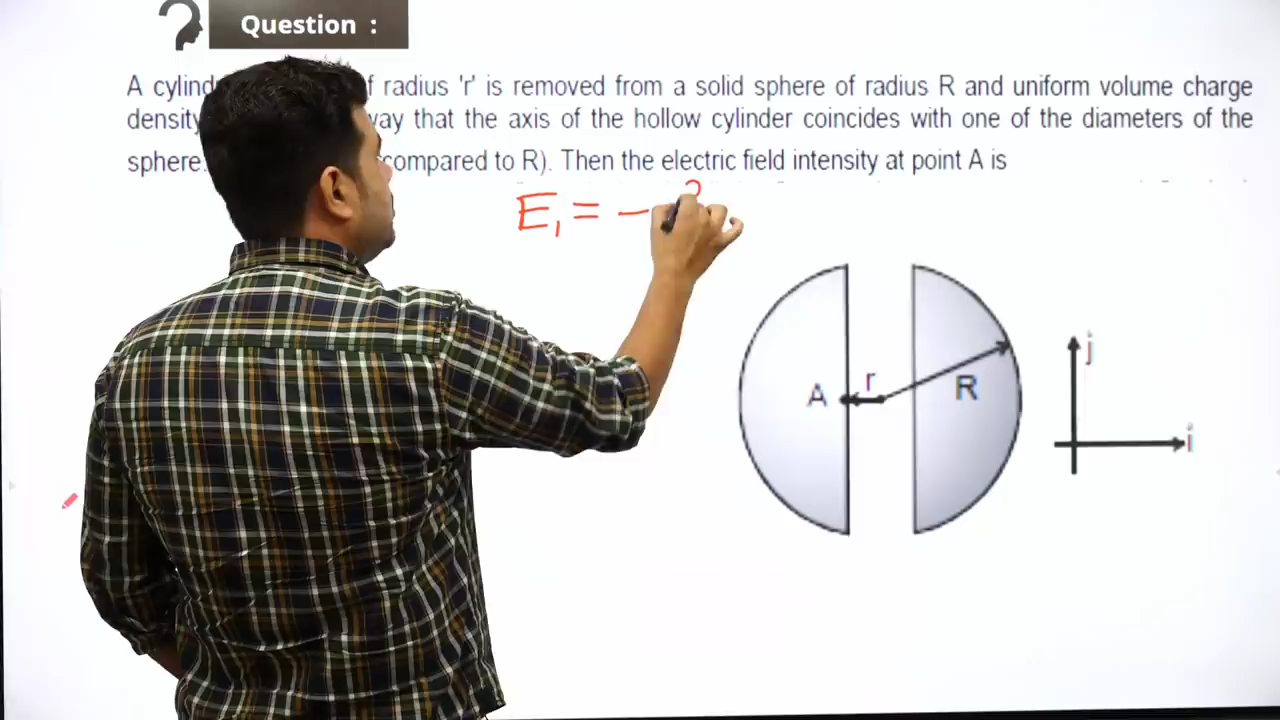 Question :
A cylind f radius 'r' is removed from a solid sphere of radius R and uniform volume charge
density way that the axis of the hollow cylinder coincides with one of the diameters of the
sphere. compared to R). Then the electric field intensity at point A is
E₁ = –
A
r
R
j
i